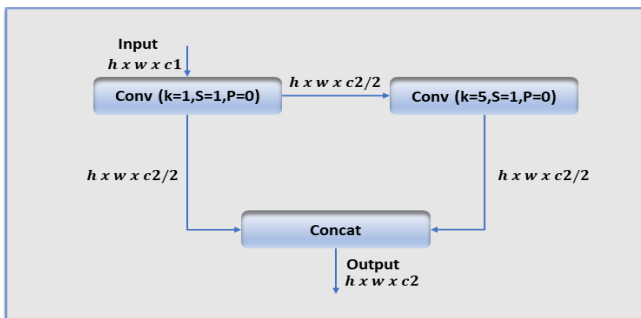 Input
h x w x c1
Conv (k=1,S=1,P=0)
h x w x c2/2
Conv (k=5,S=1,P=0)
h x w x c2/2
h x w x c2/2
Concat
Output
h x w x c2